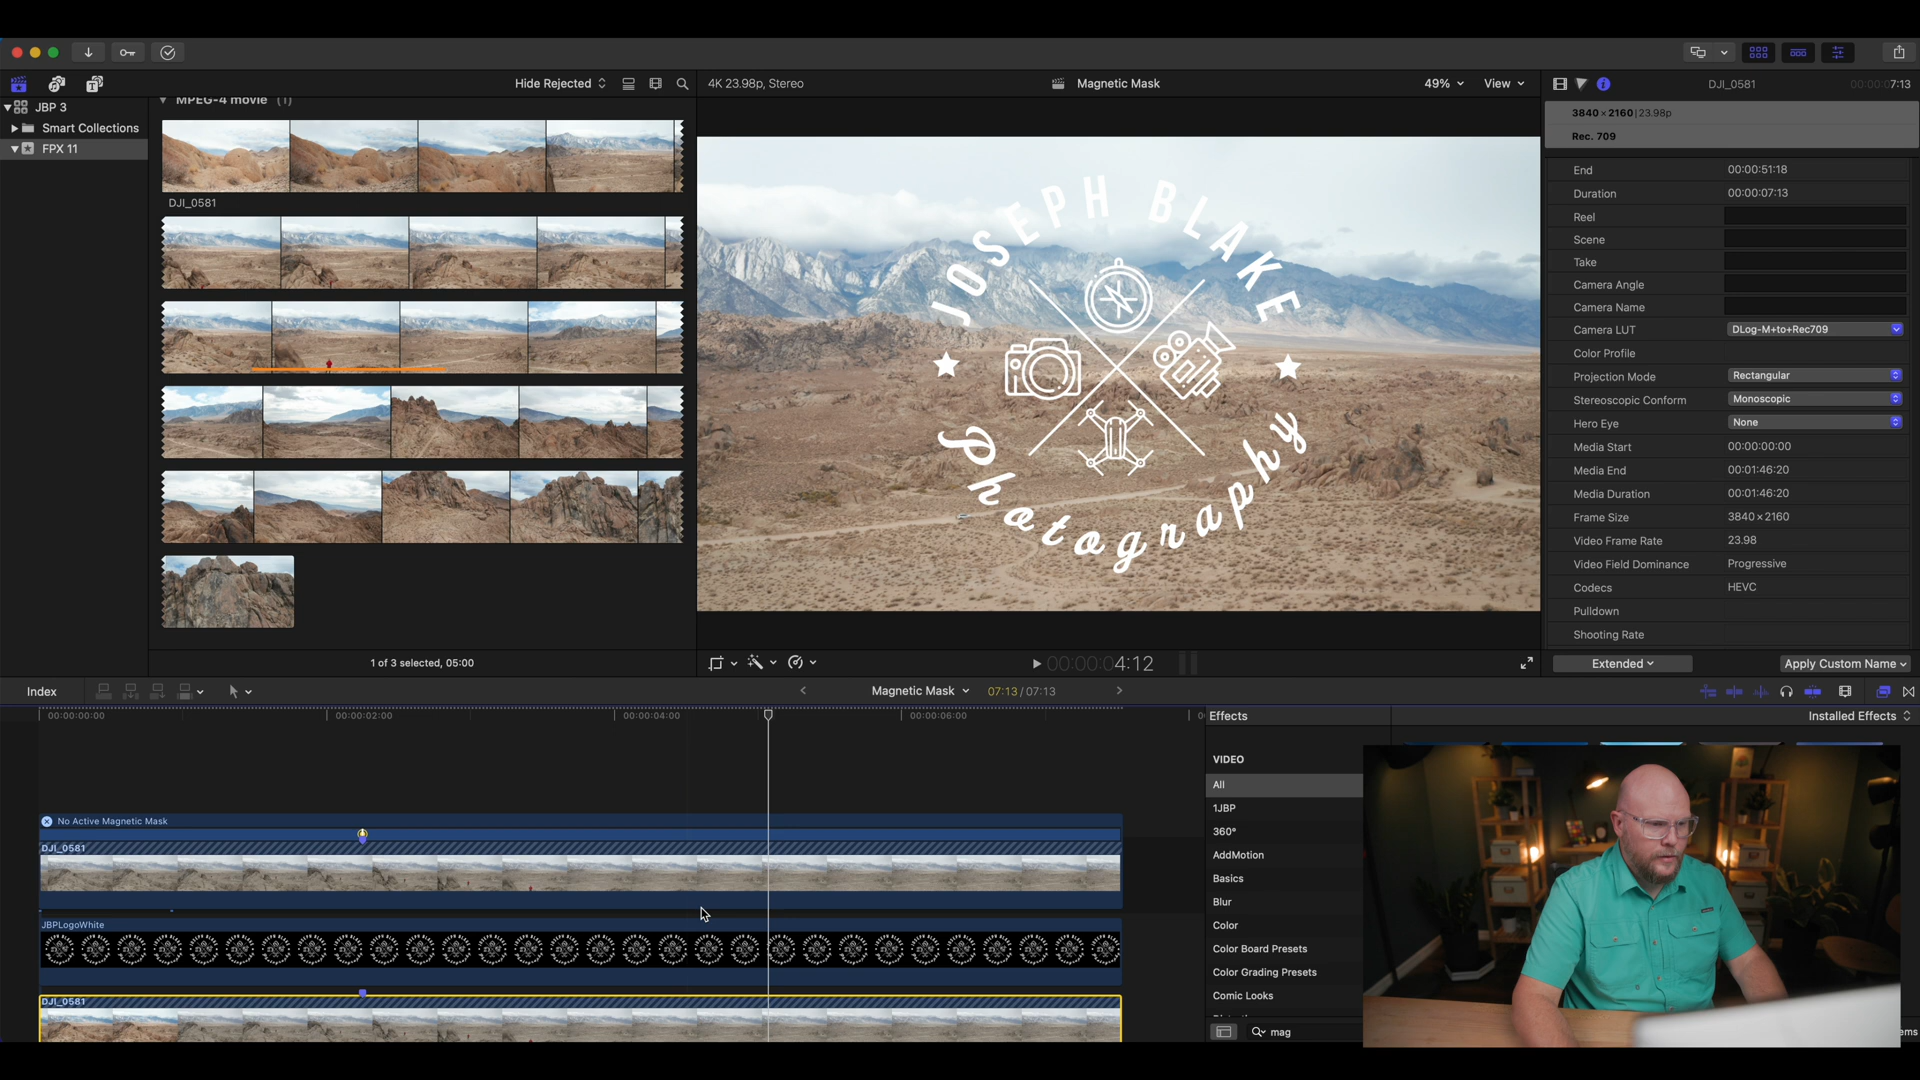 Hide Rejected
4K 23.98p, Stereo
Magnetic Mask
49%
View
DJI_0581
00:00:07:13
JBP 3
Smart Collections
FPX 11
MPEG-4 movie (1)
DJI_0581
1 of 3 selected, 05:00
JOSEPH BLAKE
Photography
00:00:04:12
3840 × 2160 | 23.98p
Rec. 709
End 00:00:51:18
Duration 00:00:07:13
Reel
Scene
Take
Camera Angle
Camera Name
Camera LUT DLog-M+to+Rec709
Color Profile
Projection Mode Rectangular
Stereoscopic Conform Monoscopic
Hero Eye None
Media Start 00:00:00:00
Media End 00:01:46:20
Media Duration 00:01:46:20
Frame Size 3840 × 2160
Video Frame Rate 23.98
Video Field Dominance Progressive
Codecs HEVC
Pulldown
Shooting Rate
Extended
Apply Custom Name
Index
Magnetic Mask
07:13 / 07:13
00:00:00:00
00:00:02:00
00:00:04:00
00:00:06:00
No Active Magnetic Mask
DJI_0581
JBPLogoWhite
DJI_0581
Effects
Installed Effects
VIDEO
All
1JBP
360°
AddMotion
Basics
Blur
Color
Color Board Presets
Color Grading Presets
Comic Looks
mag